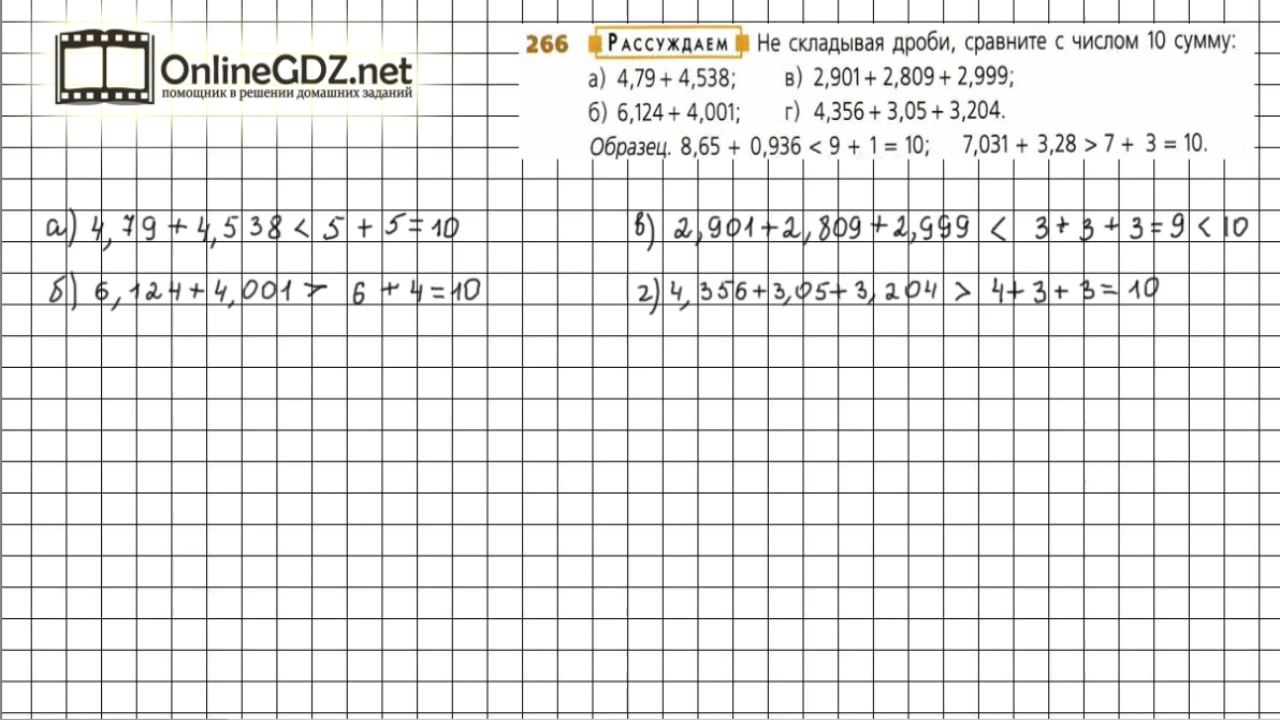 OnlineGDZ.net
помощник в решении домашних заданий
266 РАССУЖДАЕМ Не складывая дроби, сравните с числом 10 сумму:
а) 4,79 + 4,538; в) 2,901 + 2,809 + 2,999;
б) 6,124 + 4,001; г) 4,356 + 3,05 + 3,204.
Образец. 8,65 + 0,936 < 9 + 1 = 10; 7,031 + 3,28 > 7 + 3 = 10.
а) 4,79 + 4,538 < 5 + 5 = 10
б) 6,124 + 4,001 > 6 + 4 = 10
в) 2,901 + 2,809 + 2,999 < 3 + 3 + 3 = 9 < 10
г) 4,356 + 3,05 + 3,204 > 4 + 3 + 3 = 10